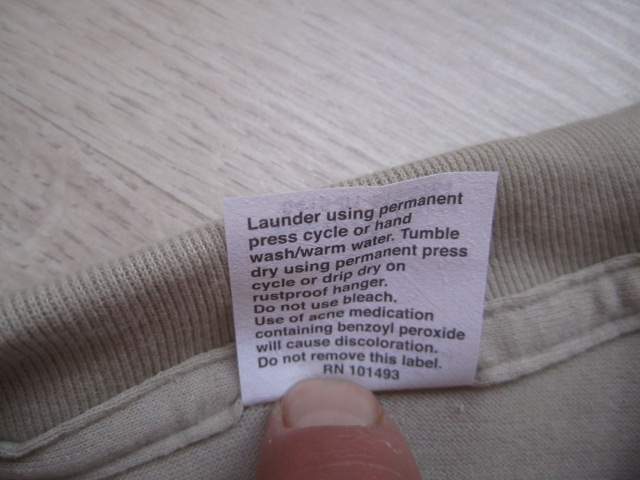 Launder using permanent
press cycle or hand
wash/warm water. Tumble
dry using permanent press
cycle or drip dry on
rustproof hanger.
Do not use bleach.
Use of acne medication
containing benzoyl peroxide
will cause discoloration.
Do not remove this label.
RN 101493